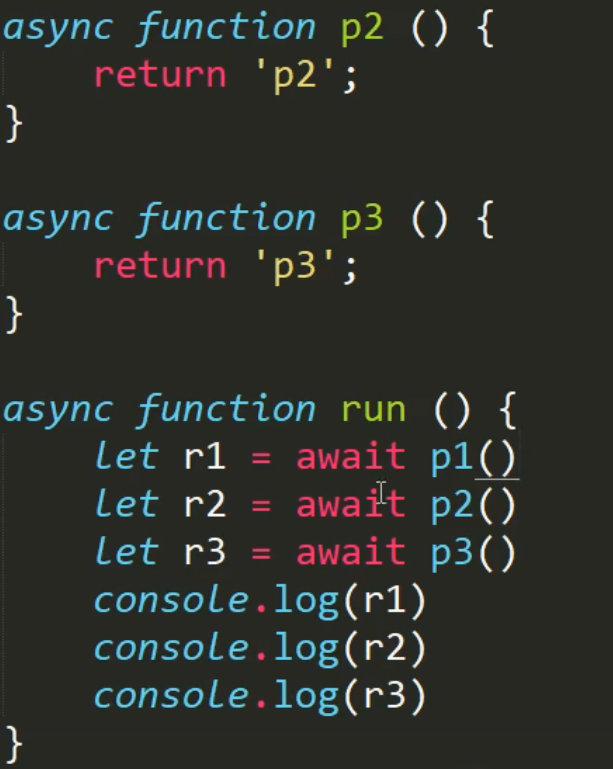 async function p2 () {
    return 'p2';
}

async function p3 () {
    return 'p3';
}

async function run () {
    let r1 = await p1()
    let r2 = await p2()
    let r3 = await p3()
    console.log(r1)
    console.log(r2)
    console.log(r3)
}